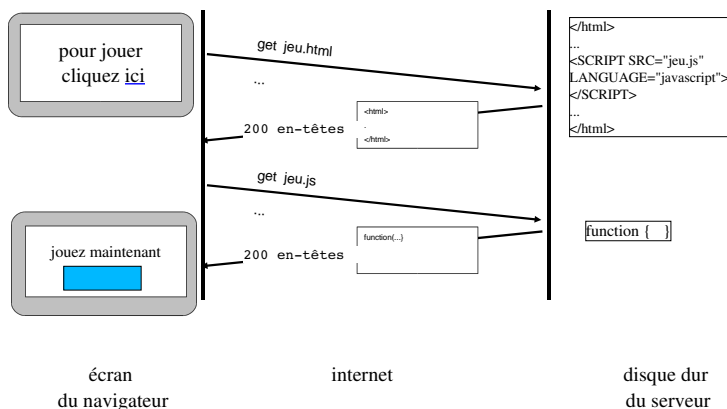 pour jouer
cliquez ici
get jeu.html
...
200 en-têtes
<html>
.
</html>
</html>
...
<SCRIPT SRC="jeu.js"
LANGUAGE="javascript">
</SCRIPT>
...
</html>
get jeu.js
...
200 en-têtes
function(...)
function { }
jouez maintenant
écran
du navigateur
internet
disque dur
du serveur